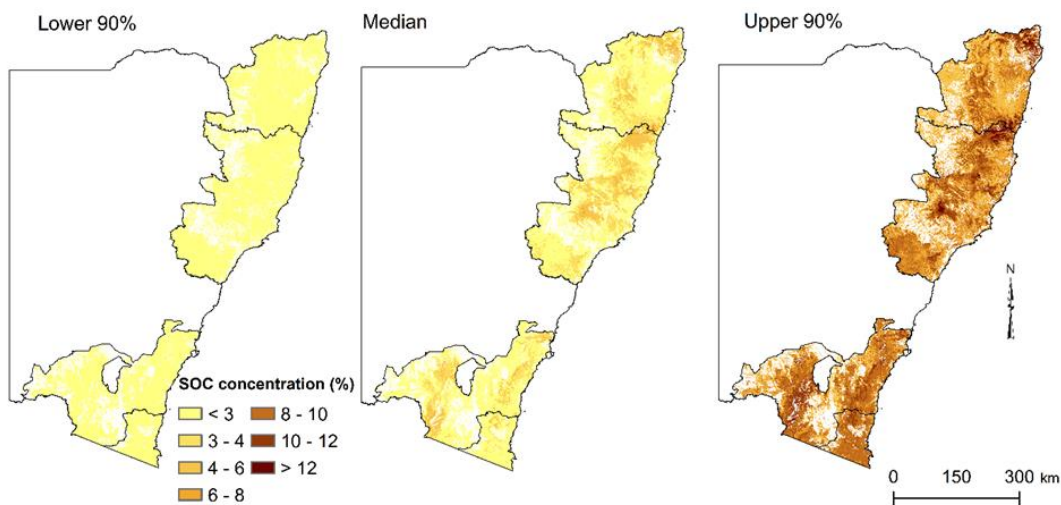 Lower 90%
Median
Upper 90%
N
SOC concentration (%)
< 3
8 - 10
3 - 4
10 - 12
4 - 6
> 12
6 - 8
0 150 300 km